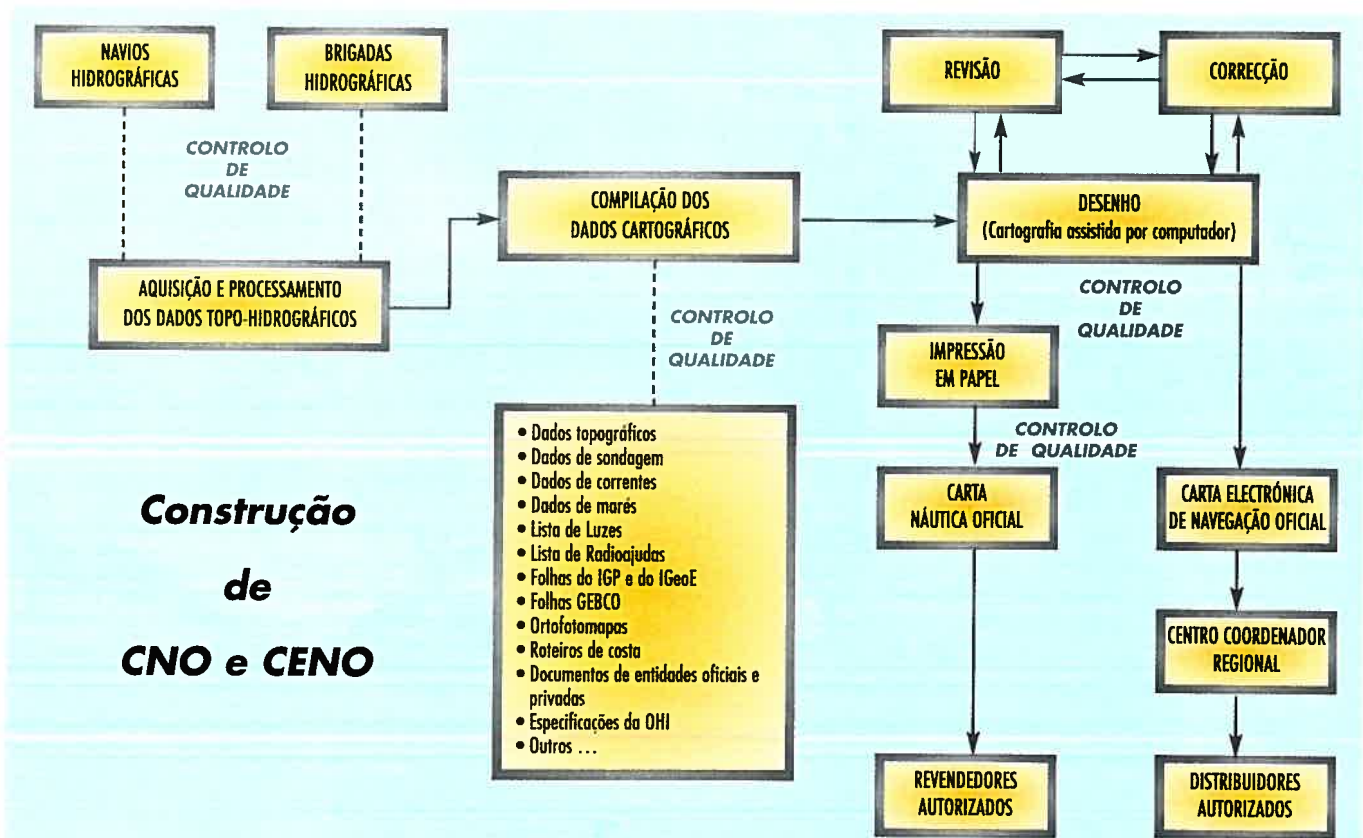 NAVIOS
HIDROGRÁFICAS
BRIGADAS
HIDROGRÁFICAS
CONTROLO
DE
QUALIDADE
AQUISIÇÃO E PROCESSAMENTO
DOS DADOS TOPO-HIDROGRÁFICOS
COMPILAÇÃO DOS
DADOS CARTOGRÁFICOS
CONTROLO
DE
QUALIDADE
• Dados topográficos
• Dados de sondagem
• Dados de correntes
• Dados de marés
• Lista de Luzes
• Lista de Radioajudas
• Folhas do IGP e do IGeoE
• Folhas GEBCO
• Ortofotomapas
• Roteiros de costa
• Documentos de entidades oficiais e
privadas
• Especificações da OHI
• Outros ...
REVISÃO
CORRECÇÃO
DESENHO
(Cartografia assistida por computador)
CONTROLO
DE
QUALIDADE
IMPRESSÃO
EM PAPEL
CONTROLO
DE QUALIDADE
CARTA
NÁUTICA OFICIAL
CARTA ELECTRÓNICA
DE NAVEGAÇÃO OFICIAL
CENTRO COORDENADOR
REGIONAL
REVENDEDORES
AUTORIZADOS
DISTRIBUIDORES
AUTORIZADOS
Construção
de
CNO e CENO